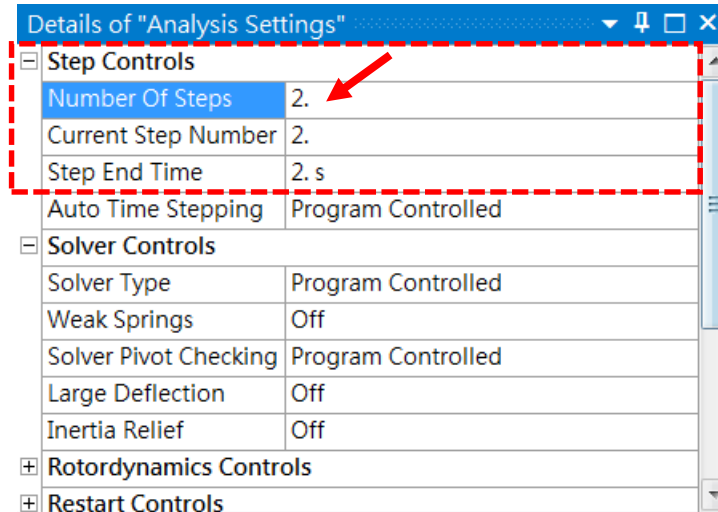 Details of "Analysis Settings"
Step Controls
Number Of Steps 2.
Current Step Number 2.
Step End Time 2. s
Auto Time Stepping Program Controlled
Solver Controls
Solver Type Program Controlled
Weak Springs Off
Solver Pivot Checking Program Controlled
Large Deflection Off
Inertia Relief Off
Rotordynamics Controls
Restart Controls